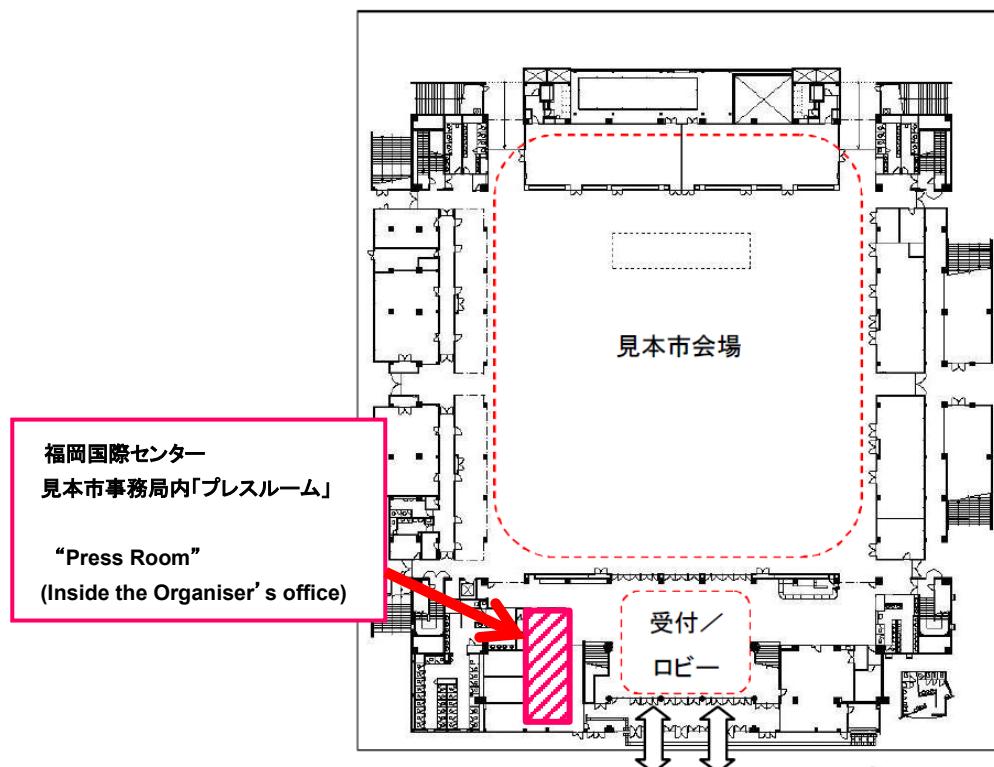 見本市会場
福岡国際センター
見本市事務局内「プレスルーム」
“Press Room”
(Inside the Organiser’s office)
受付／
ロビー